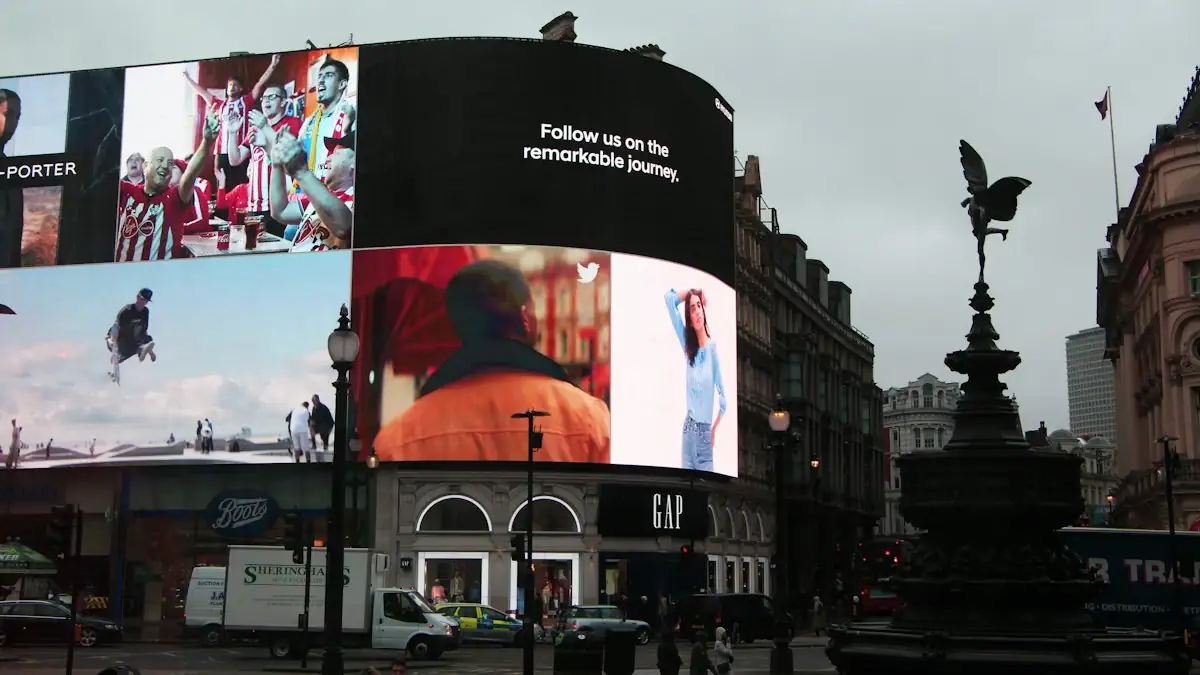 -PORTER
Follow us on the
remarkable journey.
Boots
GAP
SHERINGHAMS
TRA